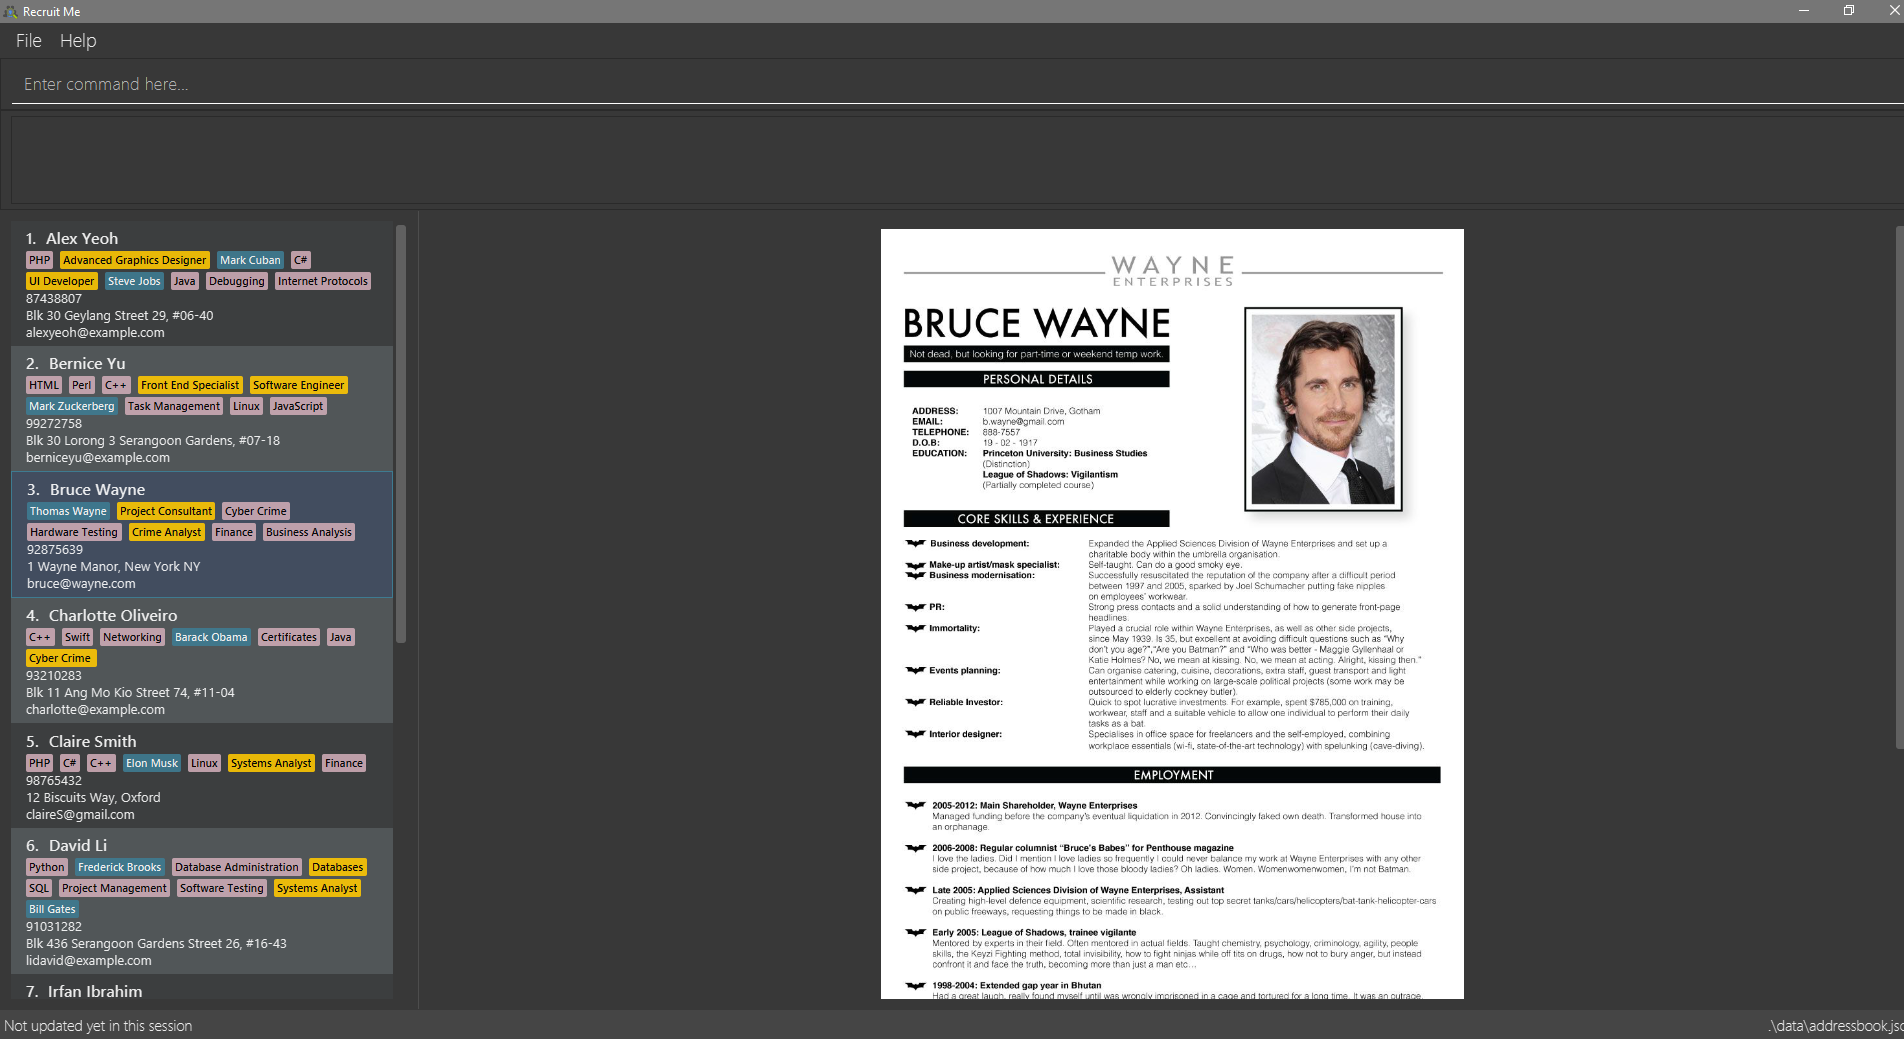 Recruit Me
File Help
Enter command here...
1. Alex Yeoh
PHP Advanced Graphics Designer Mark Cuban C#
UI Developer Steve Jobs Java Debugging Internet Protocols
87438807
Blk 30 Geylang Street 29, #06-40
alexyeoh@example.com
2. Bernice Yu
HTML Perl C++ Front End Specialist Software Engineer
Mark Zuckerberg Task Management Linux JavaScript
99272758
Blk 30 Lorong 3 Serangoon Gardens, #07-18
berniceyu@example.com
3. Bruce Wayne
Thomas Wayne Project Consultant Cyber Crime
Hardware Testing Crime Analyst Finance Business Analysis
92875639
1 Wayne Manor, New York NY
bruce@wayne.com
4. Charlotte Oliveiro
C++ Swift Networking Barack Obama Certificates Java
Cyber Crime
93210283
Blk 11 Ang Mo Kio Street 74, #11-04
charlotte@example.com
5. Claire Smith
PHP C# C++ Elon Musk Linux Systems Analyst Finance
98765432
12 Biscuits Way, Oxford
claireS@gmail.com
6. David Li
Python Frederick Brooks Database Administration Databases
SQL Project Management Software Testing Systems Analyst
Bill Gates
91031282
Blk 436 Serangoon Gardens Street 26, #16-43
lidavid@example.com
7. Irfan Ibrahim
WAYNE
ENTERPRISES
BRUCE WAYNE
Not dead, but looking for part-time or weekend temp work.
PERSONAL DETAILS
ADDRESS: 1007 Mountain Drive, Gotham
EMAIL: b.wayne@gmail.com
TELEPHONE: 888-7557
D.O.B: 19 - 02 - 1917
EDUCATION: Princeton University: Business Studies
(Distinction)
League of Shadows: Vigilantism
(Partially completed course)
CORE SKILLS & EXPERIENCE
Business development: Expanded the Applied Sciences Division of Wayne Enterprises and set up a
charitable body within the umbrella organisation.
Make-up artist/mask specialist: Self-taught. Can do a good smoky eye.
Business modernisation: Successfully resuscitated the reputation of the company after a difficult period
between 1997 and 2005, sparked by Joel Schumacher putting fake nipples
on employees' workwear.
PR: Strong press contacts and a solid understanding of how to generate front-page
headlines.
Immortality: Played a crucial role within Wayne Enterprises, as well as other side projects,
since May 1939. Is 35, but excellent at avoiding difficult questions such as "Why
don't you age?","Are you Batman?" and "Who was better - Maggie Gyllenhaal or
Katie Holmes? No, we mean at kissing. No, we mean at acting. Alright, kissing then."
Events planning: Can organise catering, cuisine, decorations, extra staff, guest transport and light
entertainment while working on large-scale political projects (some work may be
outsourced to elderly cockney butler).
Reliable Investor: Quick to spot lucrative investments. For example, spent $785,000 on training,
workwear, staff and a suitable vehicle to allow one individual to perform their daily
tasks as a bat.
Interior designer: Specialises in office space for freelancers and the self-employed, combining
workplace essentials (wi-fi, state-of-the-art technology) with spelunking (cave-diving).
EMPLOYMENT
2005-2012: Main Shareholder, Wayne Enterprises
Managed funding before the company's eventual liquidation in 2012. Convincingly faked own death. Transformed house into
an orphanage.
2006-2008: Regular columnist "Bruce's Babes" for Penthouse magazine
I love the ladies. Did I mention I love ladies so frequently I could never balance my work at Wayne Enterprises with any other
side project, because of how much I love those bloody ladies? Oh ladies. Women. Womenwomenwomen, I'm not Batman.
Late 2005: Applied Sciences Division of Wayne Enterprises, Assistant
Creating high-level defence equipment, scientific research, testing out top secret tanks/cars/helicopters/bat-tank-helicopter-cars
on public freeways, requesting things to be made in black.
Early 2005: League of Shadows, trainee vigilante
Mentored by experts in their field. Often mentored in actual fields. Taught chemistry, psychology, criminology, agility, people
skills, the Keyzi Fighting method, total invisibility, how to fight ninjas while off tits on drugs, how not to bury anger, but instead
confront it and face the truth, becoming more than just a man etc...
1998-2004: Extended gap year in Bhutan
Had a great laugh, really found myself until was wrongly imprisoned in a cage and tortured for a long time. It was an outrage.
Not updated yet in this session
.\data\addressbook.jso